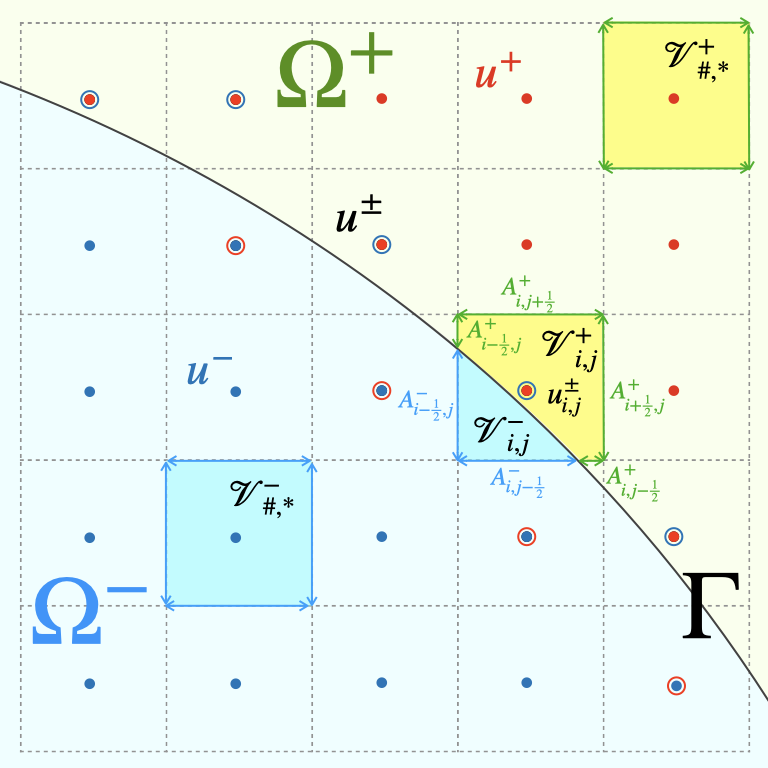 Ω⁺
u⁺
𝒱⁺#,*
u±
A⁺i,j+½
A⁺i-½,j
𝒱⁺i,j
u⁻
u±i,j
A⁺i+½,j
A⁻i-½,j
𝒱⁻i,j
A⁻i,j-½
A⁺i,j-½
𝒱⁻#,*
Ω⁻
Γ